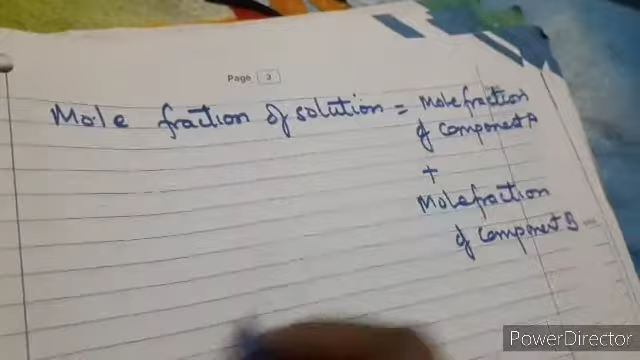 Page 3
Mole fraction of solution = Mole fraction
of component A
+
Mole fraction
of component B
PowerDirector